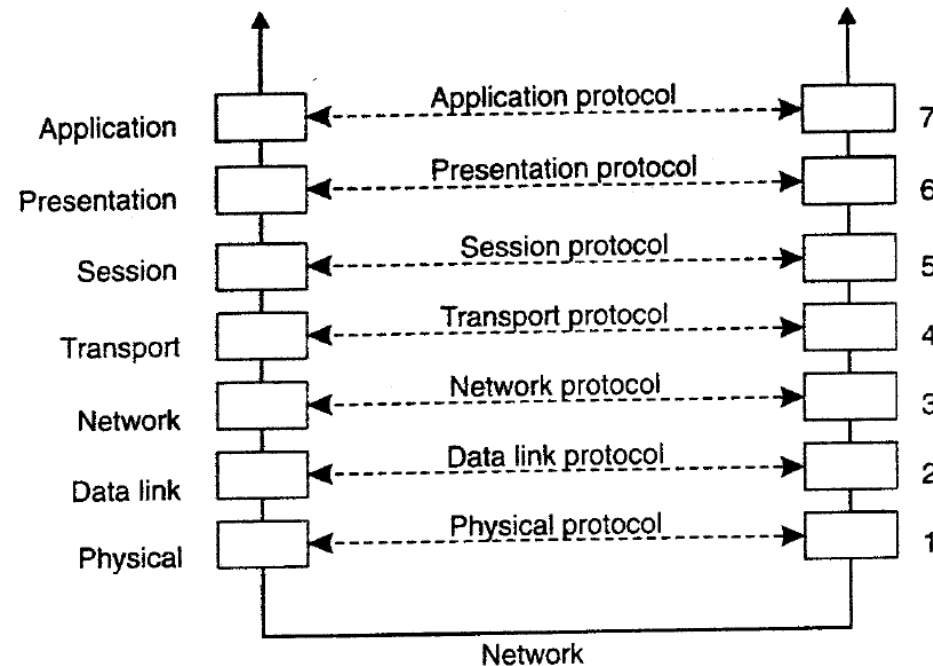 Application protocol
Application 7
Presentation protocol
Presentation 6
Session protocol
Session 5
Transport protocol
Transport 4
Network protocol
Network 3
Data link protocol
Data link 2
Physical protocol
Physical 1
Network